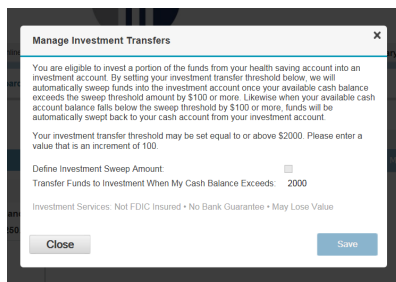 Manage Investment Transfers
x
You are eligible to invest a portion of the funds from your health saving account into an
investment account. By setting your investment transfer threshold below, we will
automatically sweep funds into the investment account once your available cash balance
exceeds the sweep threshold amount by $100 or more. Likewise when your available cash
account balance falls below the sweep threshold by $100 or more, funds will be
automatically swept back to your cash account from your investment account.
Your investment transfer threshold may be set equal to or above $2000. Please enter a
value that is an increment of 100.
Define Investment Sweep Amount:
Transfer Funds to Investment When My Cash Balance Exceeds: 2000
Investment Services: Not FDIC Insured • No Bank Guarantee • May Lose Value
Close
Save